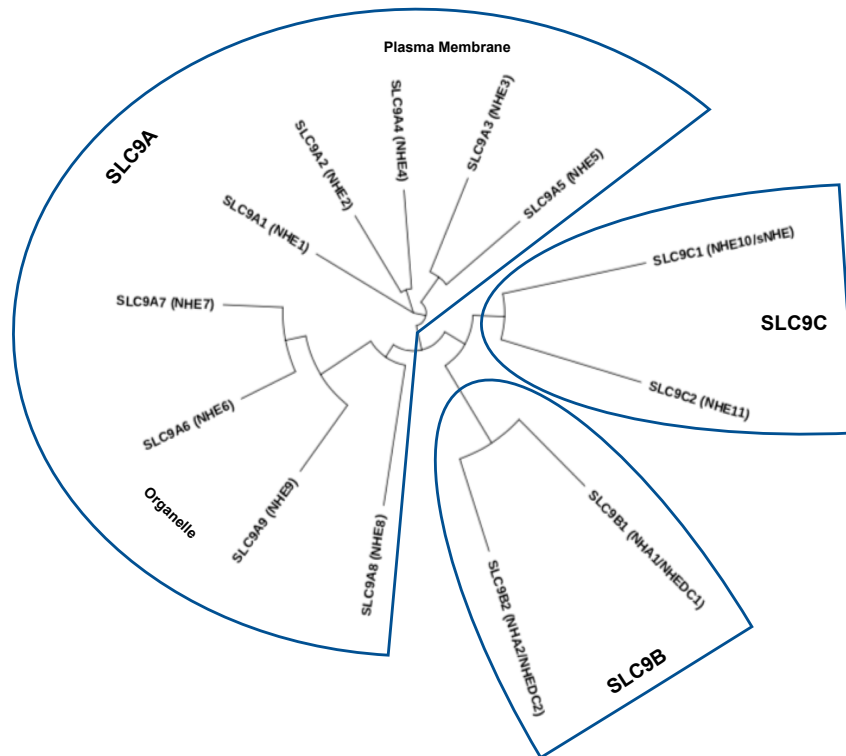 Plasma Membrane
SLC9A
SLC9A4 (NHE4)
SLC9A3 (NHE3)
SLC9A2 (NHE2)
SLC9A5 (NHE5)
SLC9A1 (NHE1)
SLC9C1 (NHE10/sNHE)
SLC9A7 (NHE7)
SLC9C
SLC9C2 (NHE11)
SLC9A6 (NHE6)
Organelle
SLC9A9 (NHE9)
SLC9A8 (NHE8)
SLC9B1 (NHA1/NHEDC1)
SLC9B2 (NHA2/NHEDC2)
SLC9B